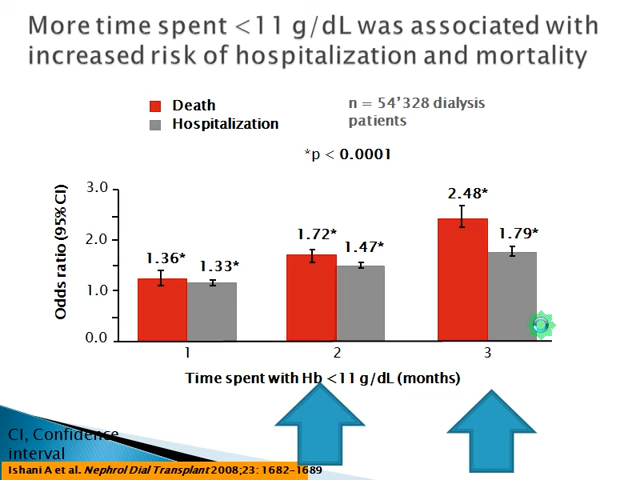 More time spent <11 g/dL was associated with
increased risk of hospitalization and mortality
Death
Hospitalization
n = 54’328 dialysis
patients
*p < 0.0001
Odds ratio (95%CI)
3.0
2.0
1.0
0.0
1.36*
1.33*
1.72*
1.47*
2.48*
1.79*
1
2
3
Time spent with Hb <11 g/dL (months)
CI, Confidence
interval
Ishani A et al. Nephrol Dial Transplant 2008;23: 1682-1689